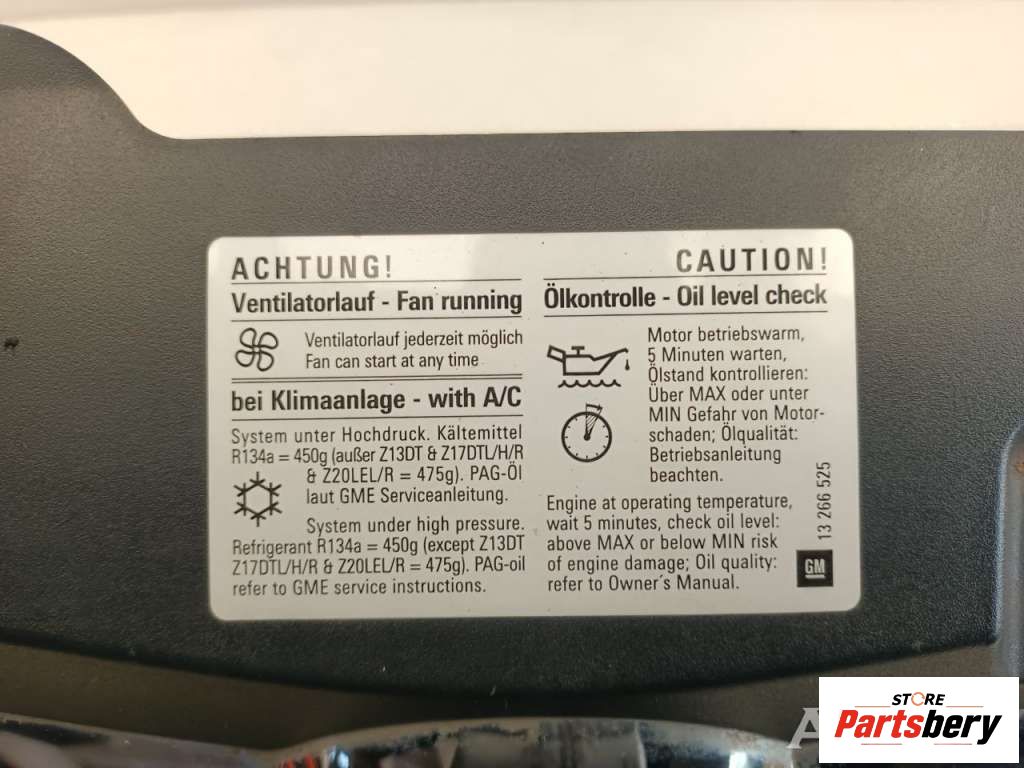 ACHTUNG!
Ventilatorlauf - Fan running
Ventilatorlauf jederzeit möglich
Fan can start at any time
bei Klimaanlage - with A/C
System unter Hochdruck. Kältemittel
R134a = 450g (außer Z13DT & Z17DTL/H/R
& Z20LEL/R = 475g). PAG-Öl
laut GME Serviceanleitung.
System under high pressure.
Refrigerant R134a = 450g (except Z13DT
Z17DTL/H/R & Z20LEL/R = 475g). PAG-oil
refer to GME service instructions.
CAUTION!
Ölkontrolle - Oil level check
Motor betriebswarm,
5 Minuten warten,
Ölstand kontrollieren:
Über MAX oder unter
MIN Gefahr von Motor-
schaden; Ölqualität:
Betriebsanleitung
beachten.
Engine at operating temperature,
wait 5 minutes, check oil level:
above MAX or below MIN risk
of engine damage; Oil quality:
refer to Owner´s Manual.
13 266 525
GM
STORE
Partsbery